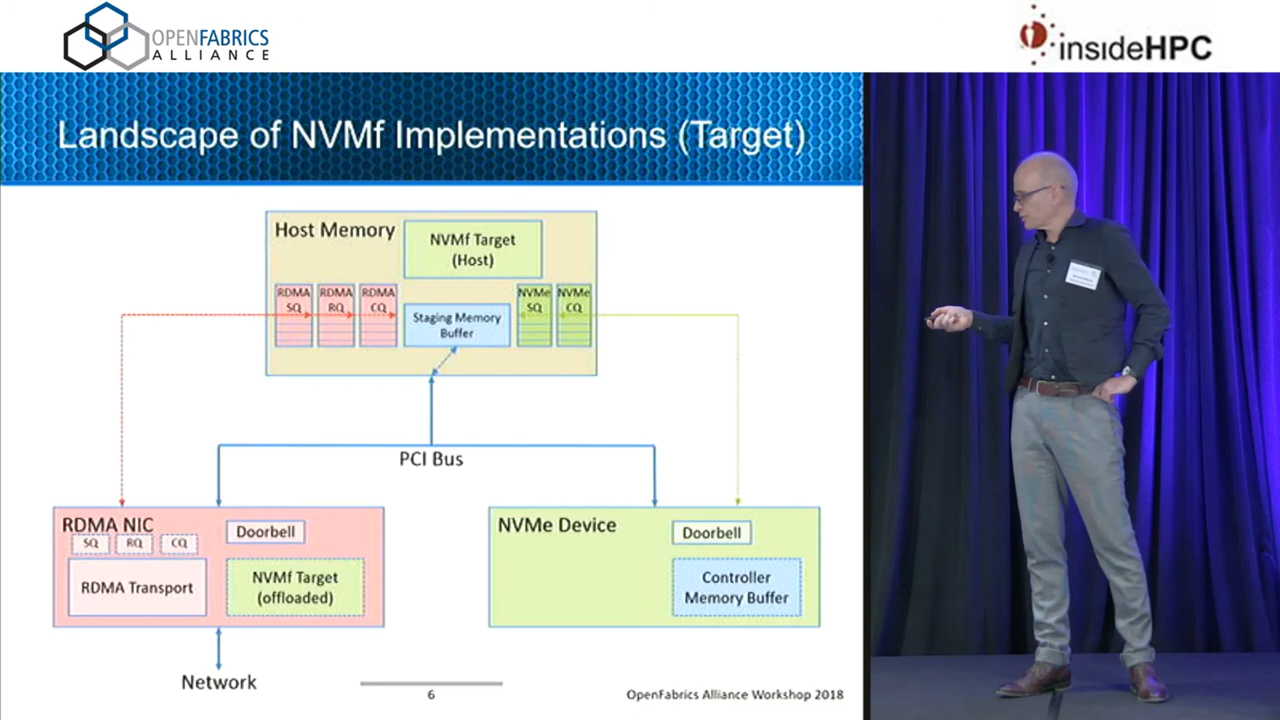 OPENFABRICS
ALLIANCE
insideHPC
Landscape of NVMf Implementations (Target)
Host Memory
NVMf Target
(Host)
RDMA
SQ
RDMA
RQ
RDMA
CQ
Staging Memory
Buffer
NVMe
SQ
NVMe
CQ
PCI Bus
RDMA NIC
SQ
RQ
CQ
Doorbell
RDMA Transport
NVMf Target
(offloaded)
NVMe Device
Doorbell
Controller
Memory Buffer
Network
6
OpenFabrics Alliance Workshop 2018